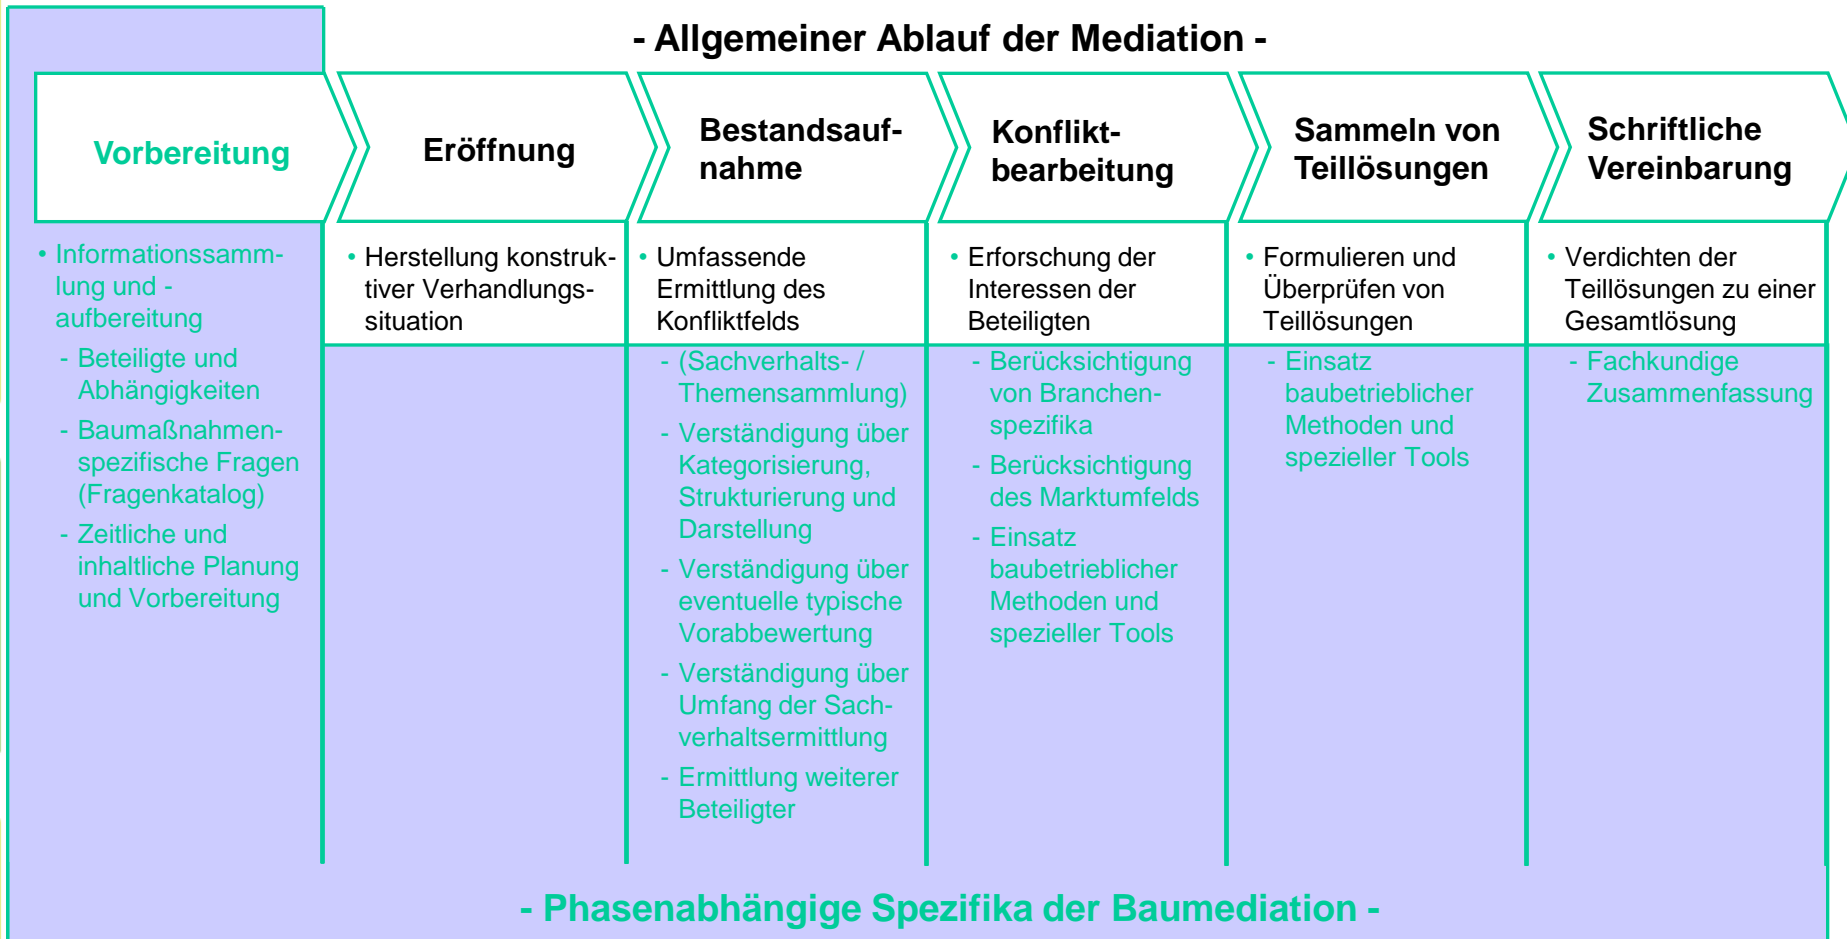 - Allgemeiner Ablauf der Mediation -
Vorbereitung
Eröffnung
Bestandsauf-
nahme
Konflikt-
bearbeitung
Sammeln von
Teillösungen
Schriftliche
Vereinbarung
• Informationssamm-
lung und -
aufbereitung
- Beteiligte und
Abhängigkeiten
- Baumaßnahmen-
spezifische Fragen
(Fragenkatalog)
- Zeitliche und
inhaltliche Planung
und Vorbereitung
• Herstellung konstruk-
tiver Verhandlungs-
situation
• Umfassende
Ermittlung des
Konfliktfelds
- (Sachverhalts- /
Themensammlung)
- Verständigung über
Kategorisierung,
Strukturierung und
Darstellung
- Verständigung über
eventuelle typische
Vorabbewertung
- Verständigung über
Umfang der Sach-
verhaltsermittlung
- Ermittlung weiterer
Beteiligter
• Erforschung der
Interessen der
Beteiligten
- Berücksichtigung
von Branchen-
spezifika
- Berücksichtigung
des Marktumfelds
- Einsatz
baubetrieblicher
Methoden und
spezieller Tools
• Formulieren und
Überprüfen von
Teillösungen
- Einsatz
baubetrieblicher
Methoden und
spezieller Tools
• Verdichten der
Teillösungen zu einer
Gesamtlösung
- Fachkundige
Zusammenfassung
- Phasenabhängige Spezifika der Baumediation -